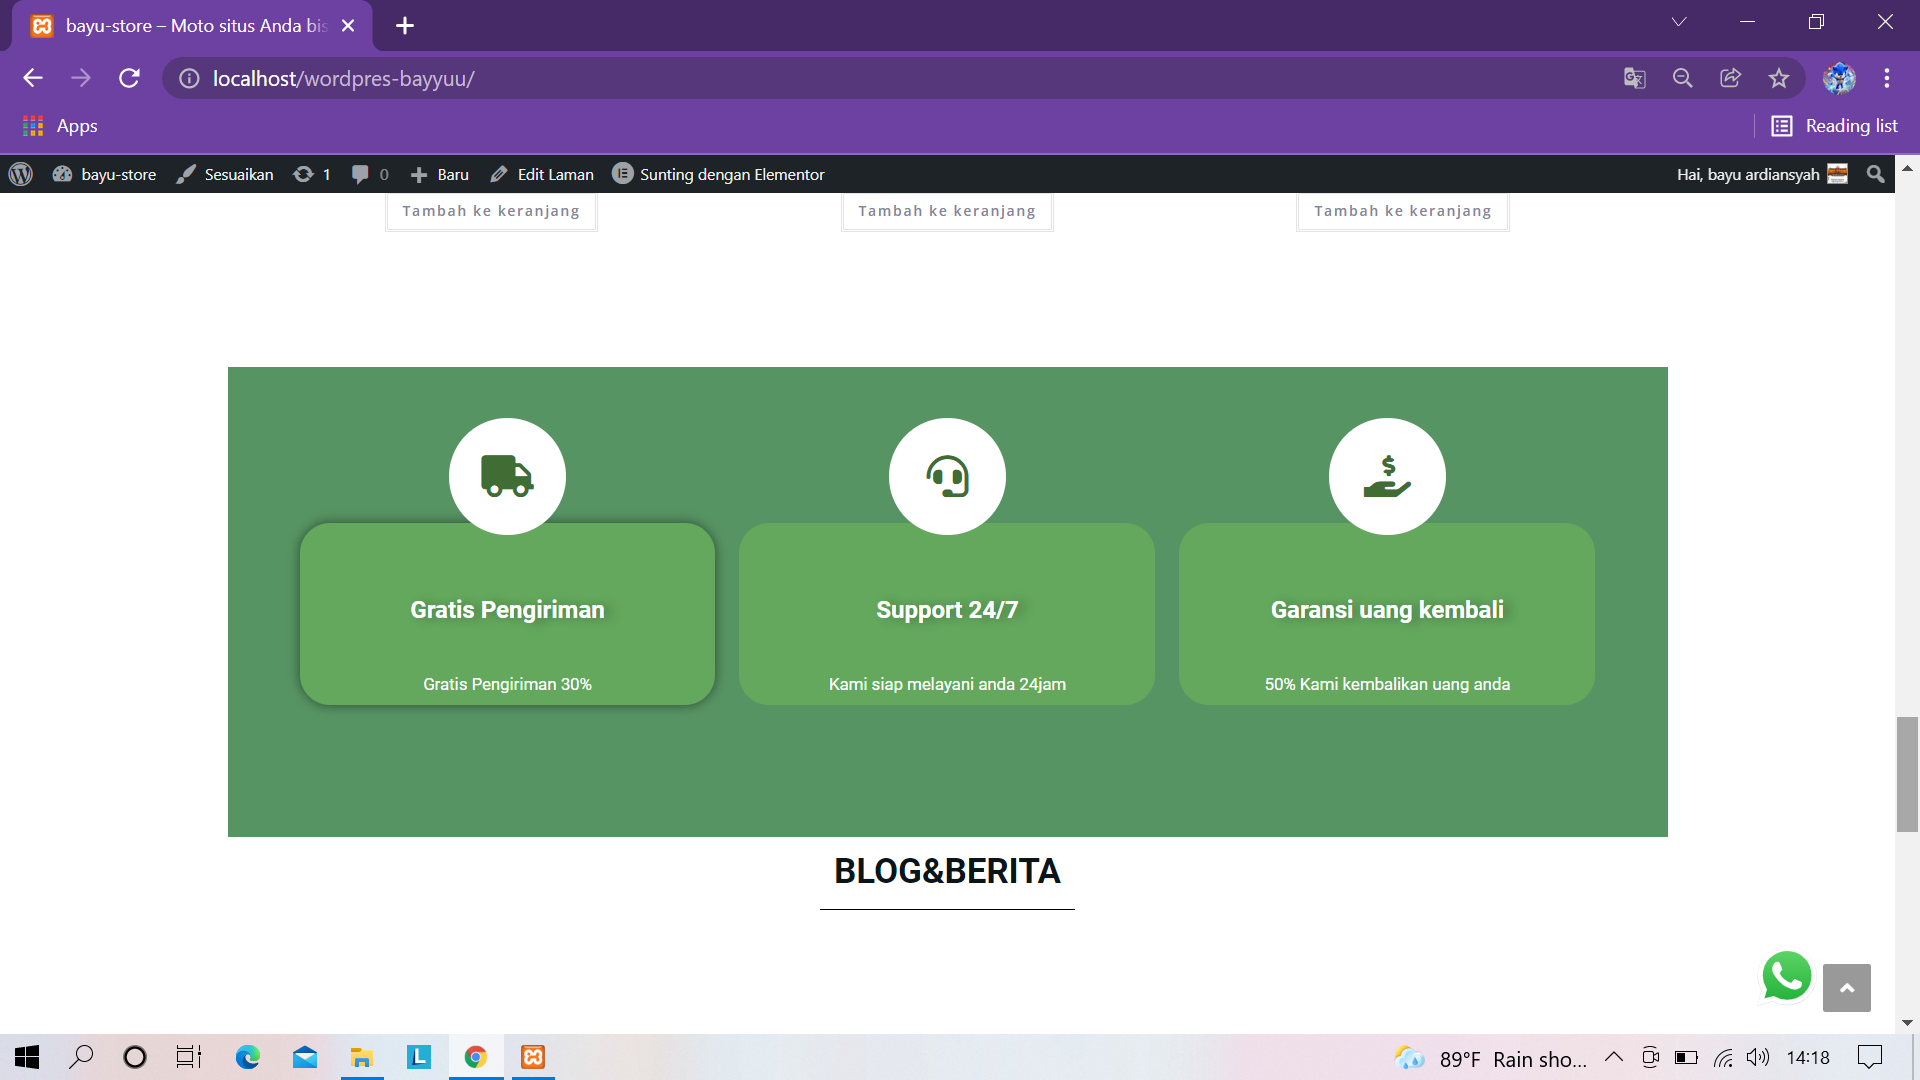 bayu-store – Moto situs Anda bis
localhost/wordpres-bayyuu/
Apps
Reading list
bayu-store Sesuaikan 1 0 Baru Edit Laman Sunting dengan Elementor Hai, bayu ardiansyah
Tambah ke keranjang Tambah ke keranjang Tambah ke keranjang
Gratis Pengiriman
Gratis Pengiriman 30%
Support 24/7
Kami siap melayani anda 24jam
Garansi uang kembali
50% Kami kembalikan uang anda
BLOG&BERITA
89°F Rain sho... 14:18